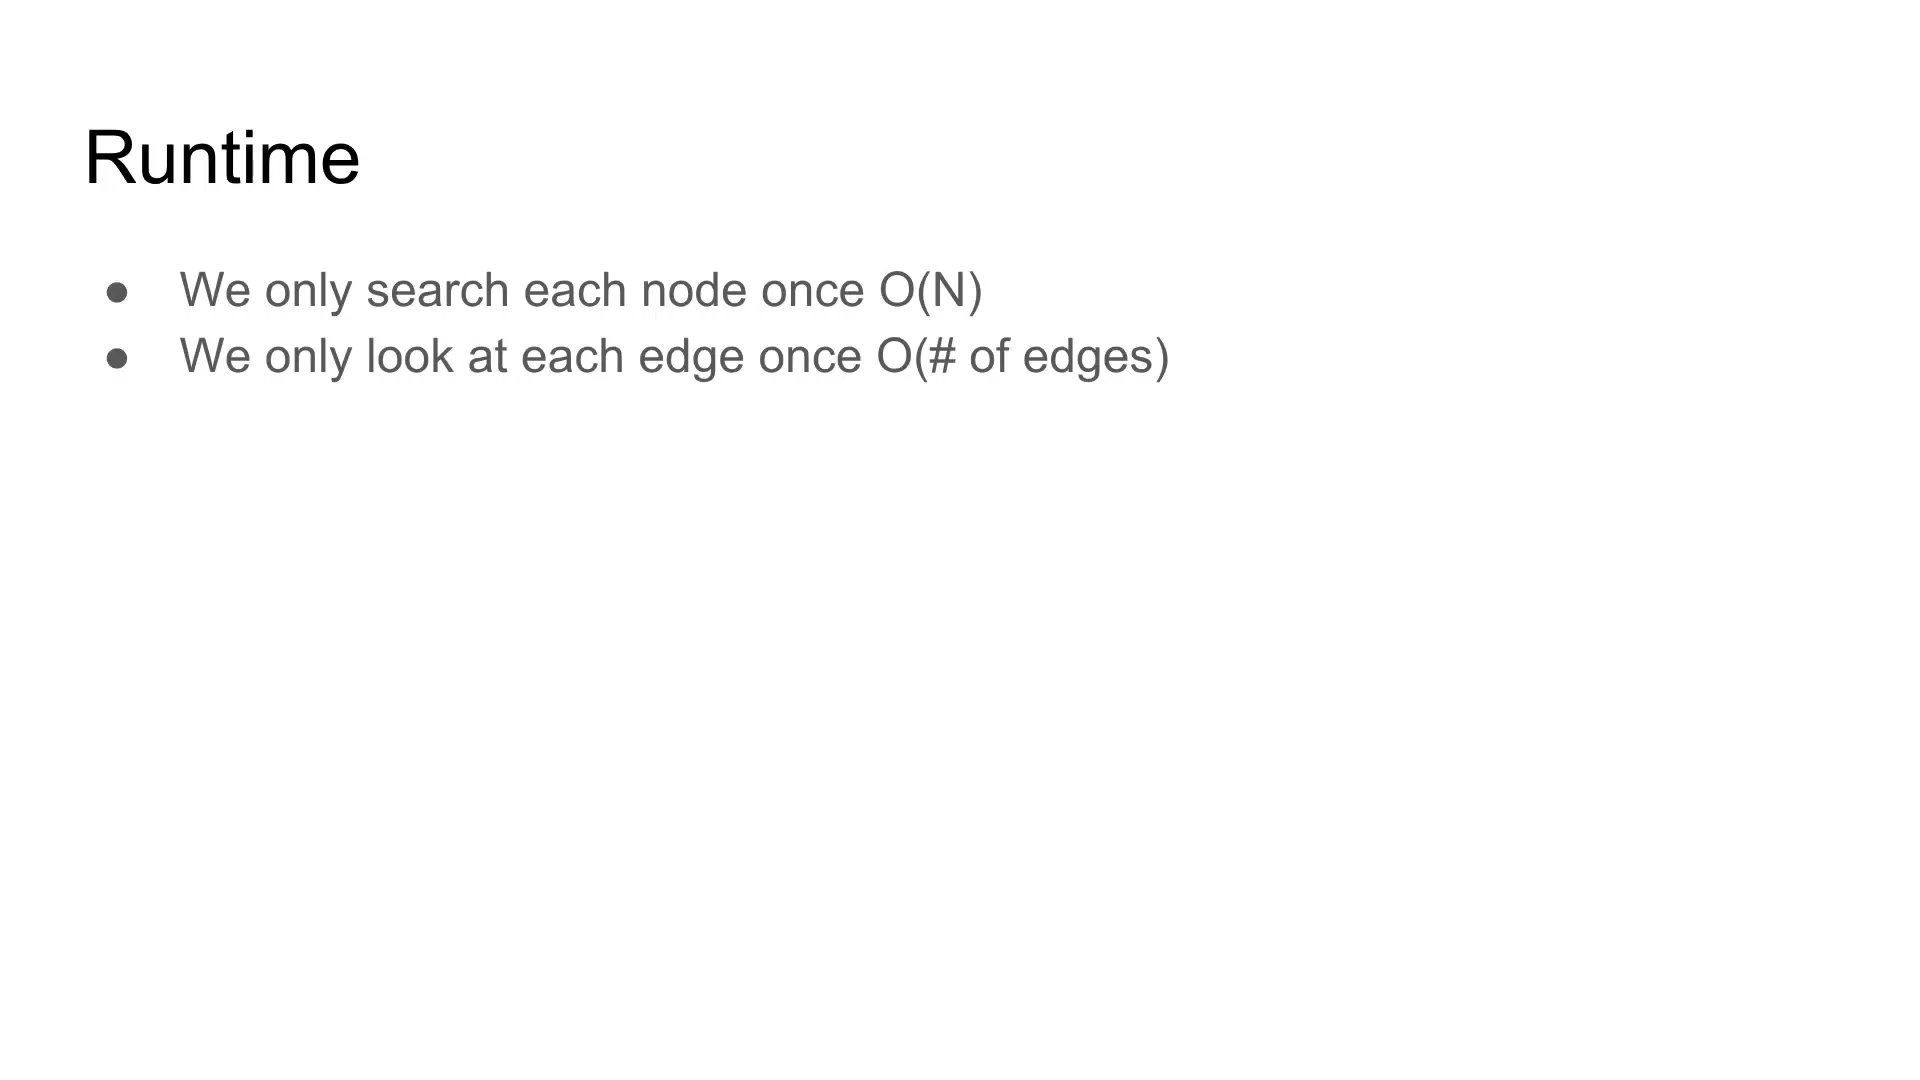 Runtime
● We only search each node once O(N)
● We only look at each edge once O(# of edges)